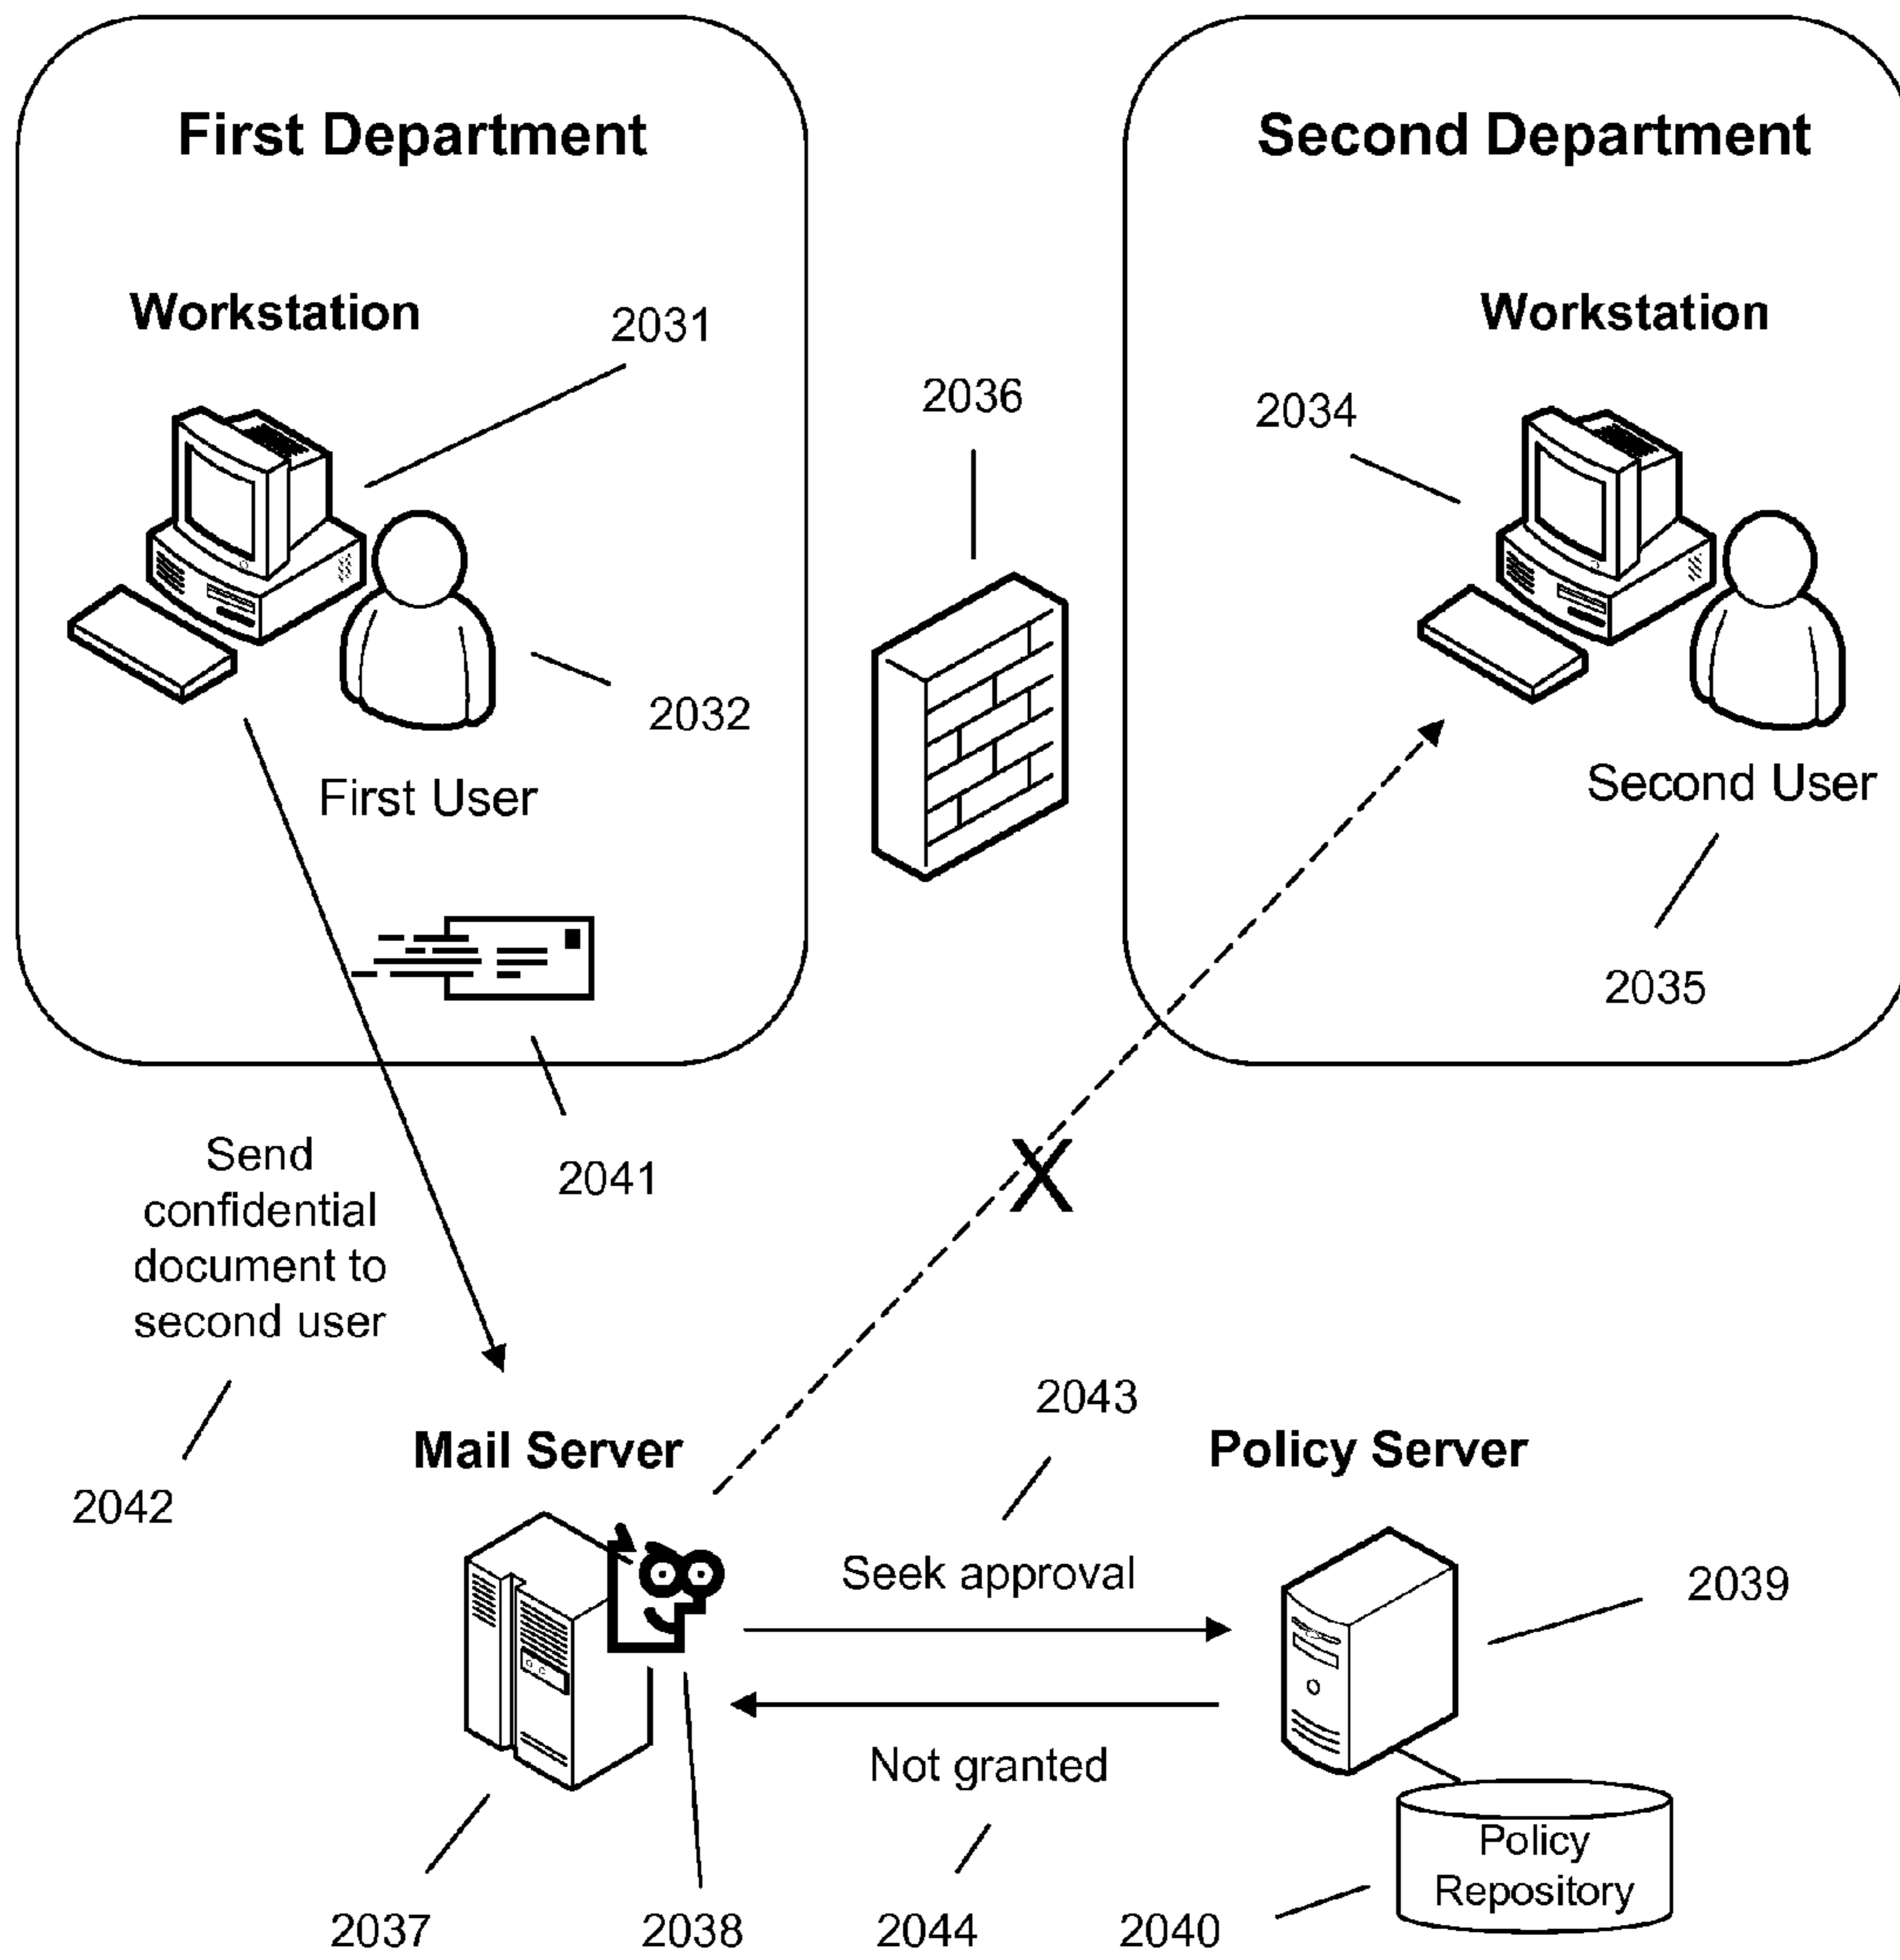 First Department
Second Department
Workstation
2031
Workstation
2036
2034
2032
First User
Second User
2035
2041
Send
confidential
document to
second user
X
2043
2042
Mail Server
Policy Server
Seek approval
2039
Not granted
Policy
Repository
2037
2038
2044
2040